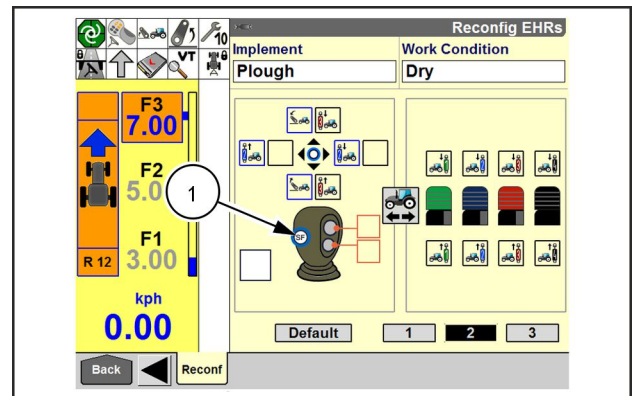 Reconfig EHRs
10
VT
Implement
Work Condition
Plough
Dry
F3
7.00
F2
5.0
1
F1
R 12
3.00
SF
kph
0.00
Default
1
2
3
Back
Reconf